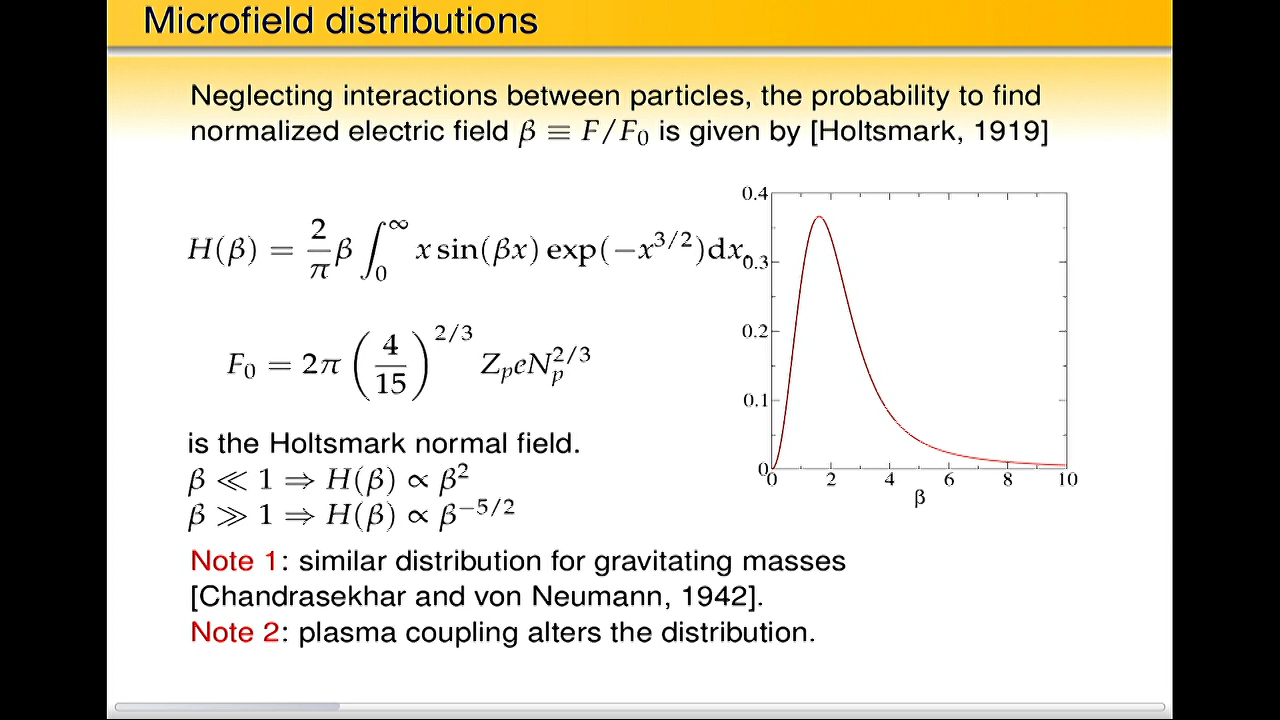 Microfield distributions
Neglecting interactions between particles, the probability to find
normalized electric field β ≡ F/F₀ is given by [Holtsmark, 1919]
H(β) = 2/π β ∫₀^∞ x sin(βx) exp(−x^{3/2})dx,
F₀ = 2π (4/15)^{2/3} Z_p e N_p^{2/3}
is the Holtsmark normal field.
β ≪ 1 ⇒ H(β) ∝ β²
β ≫ 1 ⇒ H(β) ∝ β^{−5/2}
0.4
0.3
0.2
0.1
0
0 2 4 6 8 10
β
Note 1: similar distribution for gravitating masses
[Chandrasekhar and von Neumann, 1942].
Note 2: plasma coupling alters the distribution.